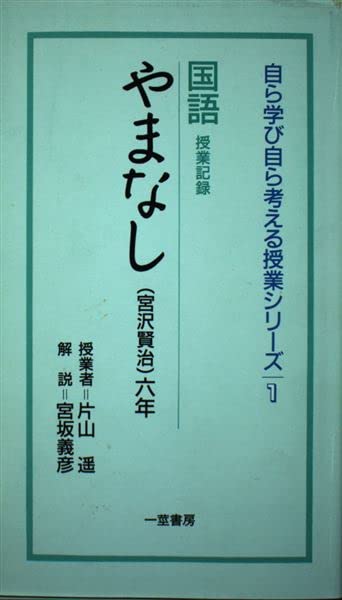 自ら学び自ら考える授業シリーズ 1
国語 授業記録
やまなし(宮沢賢治)六年
授業者=片山 遥
解 説=宮坂義彦
一莖書房